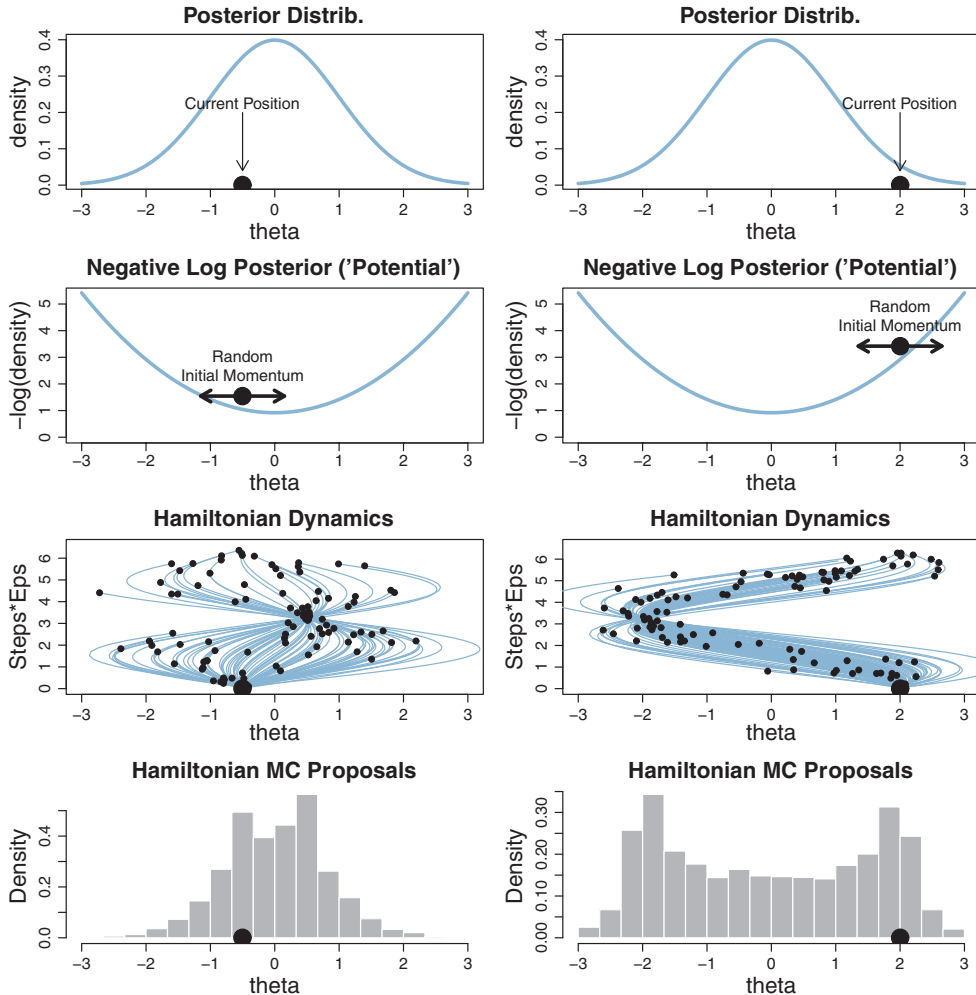 Posterior Distrib.
density
0.0 0.1 0.2 0.3 0.4
Current Position
−3 −2 −1 0 1 2 3
theta
Posterior Distrib.
density
0.0 0.1 0.2 0.3 0.4
Current Position
−3 −2 −1 0 1 2 3
theta
Negative Log Posterior (’Potential’)
−log(density)
0 1 2 3 4 5
Random
Initial Momentum
−3 −2 −1 0 1 2 3
theta
Negative Log Posterior (’Potential’)
−log(density)
0 1 2 3 4 5
Random
Initial Momentum
−3 −2 −1 0 1 2 3
theta
Hamiltonian Dynamics
Steps*Eps
0 1 2 3 4 5 6
−3 −2 −1 0 1 2 3
theta
Hamiltonian Dynamics
Steps*Eps
0 1 2 3 4 5 6
−3 −2 −1 0 1 2 3
theta
Hamiltonian MC Proposals
Density
0.0 0.2 0.4
−3 −2 −1 0 1 2 3
theta
Hamiltonian MC Proposals
Density
0.00 0.10 0.20 0.30
−3 −2 −1 0 1 2 3
theta